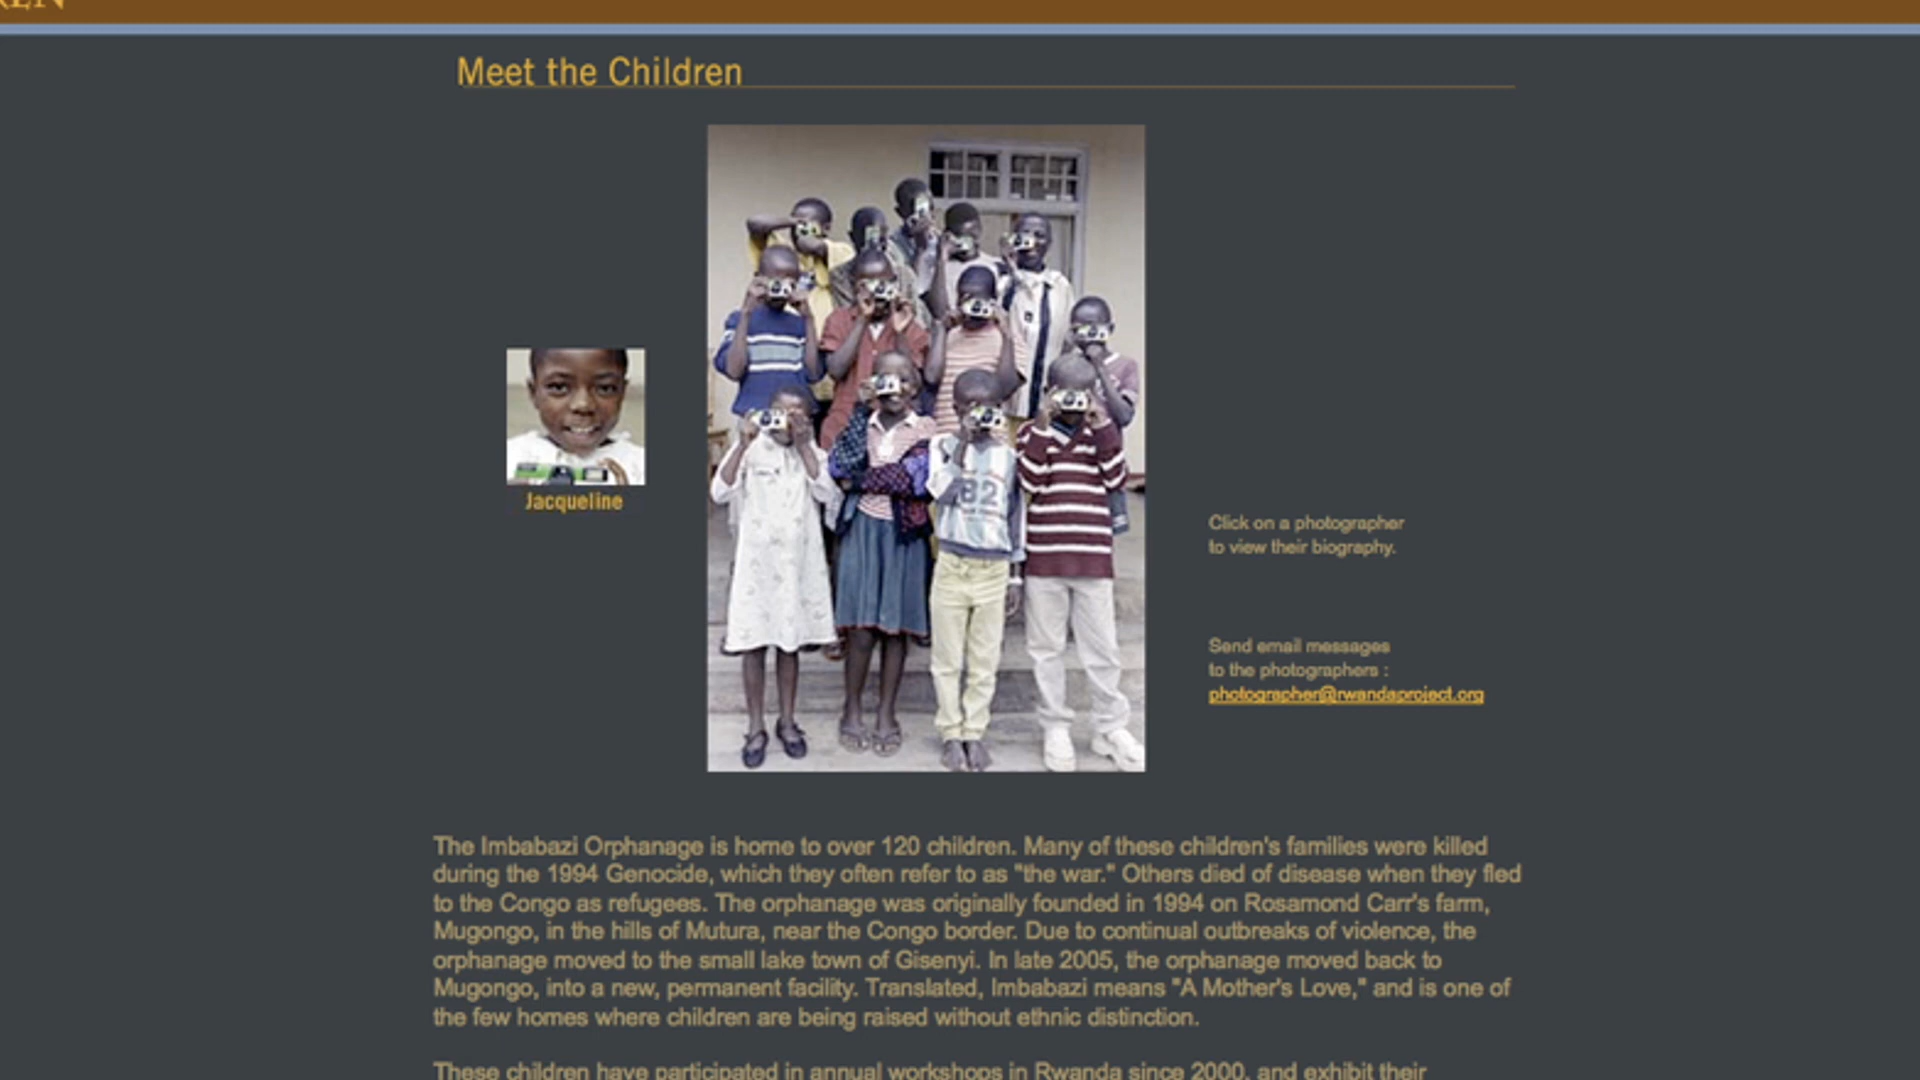 Meet the Children
Jacqueline
82
Click on a photographer
to view their biography.
Send email messages
to the photographers :
photographer@rwandaproject.org
The Imbabazi Orphanage is home to over 120 children. Many of these children's families were killed
during the 1994 Genocide, which they often refer to as "the war." Others died of disease when they fled
to the Congo as refugees. The orphanage was originally founded in 1994 on Rosamond Carr's farm,
Mugongo, in the hills of Mutura, near the Congo border. Due to continual outbreaks of violence, the
orphanage moved to the small lake town of Gisenyi. In late 2005, the orphanage moved back to
Mugongo, into a new, permanent facility. Translated, Imbabazi means "A Mother's Love," and is one of
the few homes where children are being raised without ethnic distinction.
These children have participated in annual workshops in Rwanda since 2000, and exhibit their